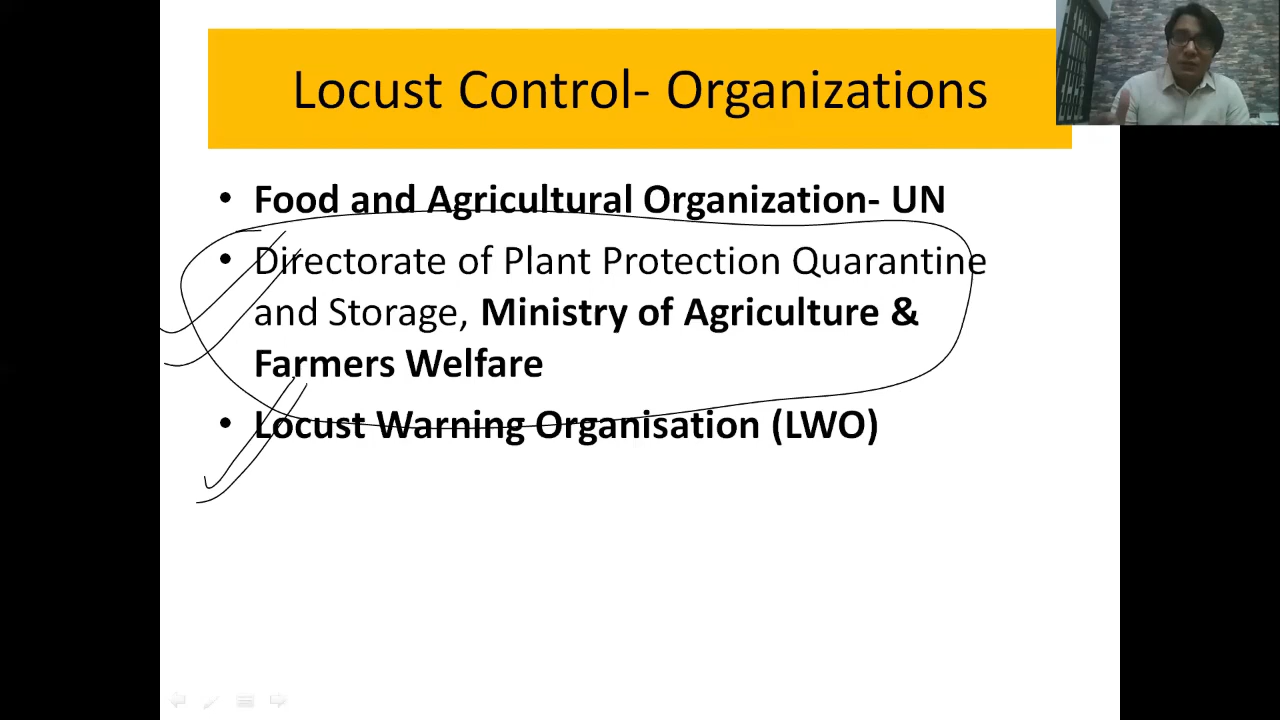 Locust Control- Organizations
• Food and Agricultural Organization- UN
• Directorate of Plant Protection Quarantine
and Storage, Ministry of Agriculture &
Farmers Welfare
• Locust Warning Organisation (LWO)